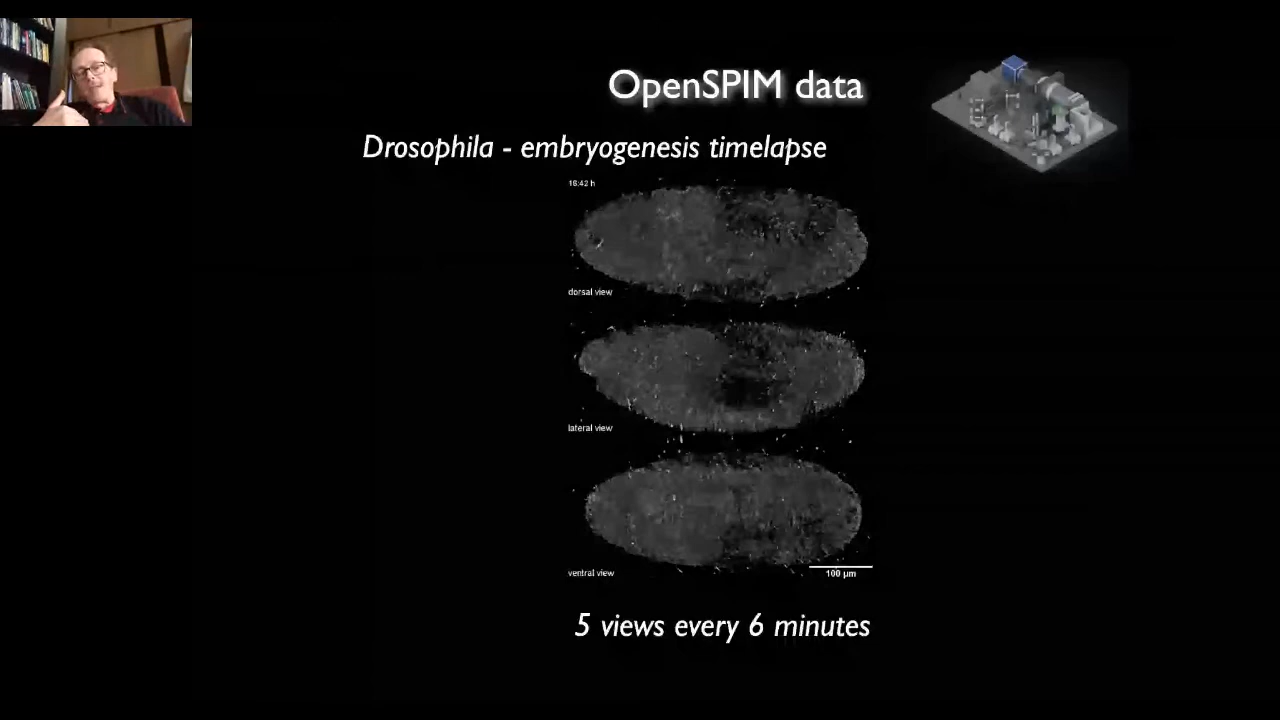 OpenSPIM data
Drosophila - embryogenesis timelapse
16:42 h
dorsal view
lateral view
ventral view
100 µm
5 views every 6 minutes